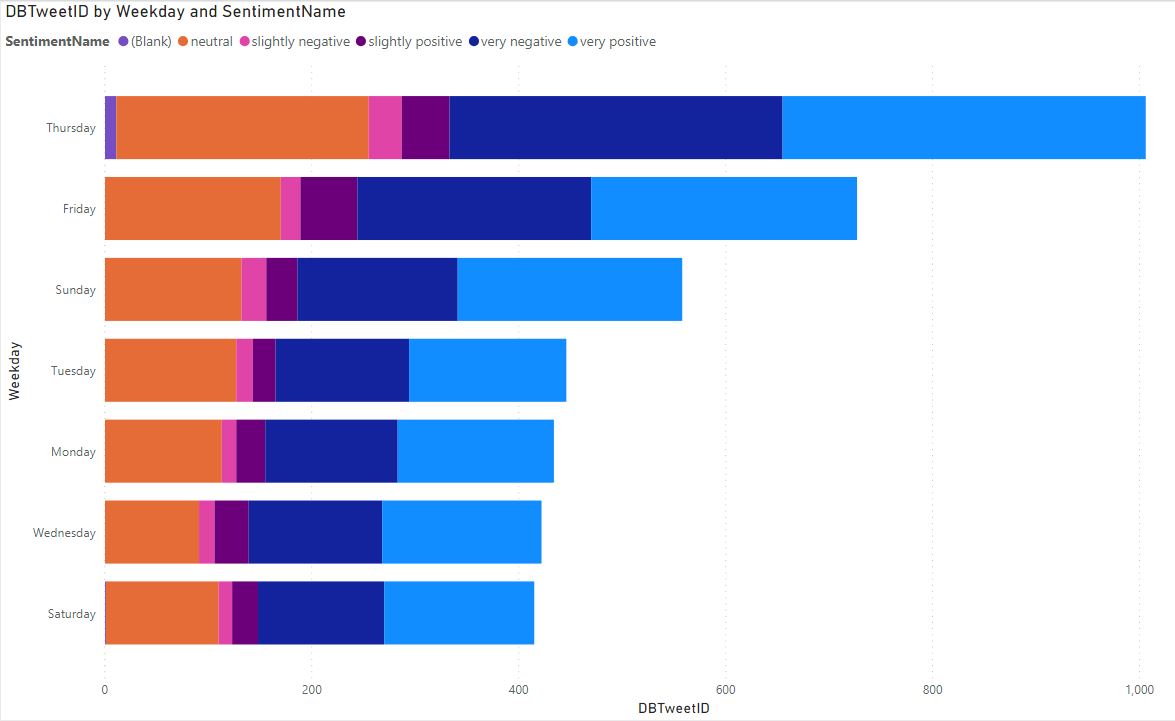 DBTweetID by Weekday and SentimentName
SentimentName (Blank) neutral slightly negative slightly positive very negative very positive
Thursday
Friday
Sunday
Tuesday
Monday
Wednesday
Saturday
Weekday
0 200 400 600 800 1,000
DBTweetID